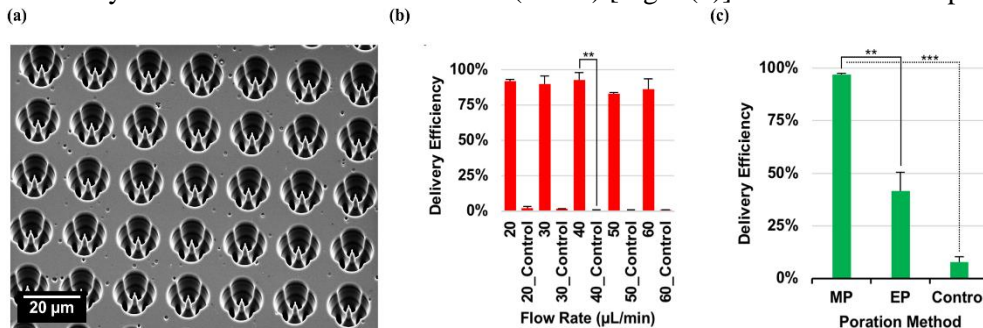 (a)
20 µm
(b)
**
100%
75%
50%
25%
0%
Delivery Efficiency
20
20_Control
30
30_Control
40
40_Control
50
50_Control
60
60_Control
Flow Rate (µL/min)
(c)
**
***
100%
75%
50%
25%
0%
Delivery Efficiency
MP EP Control
Poration Method